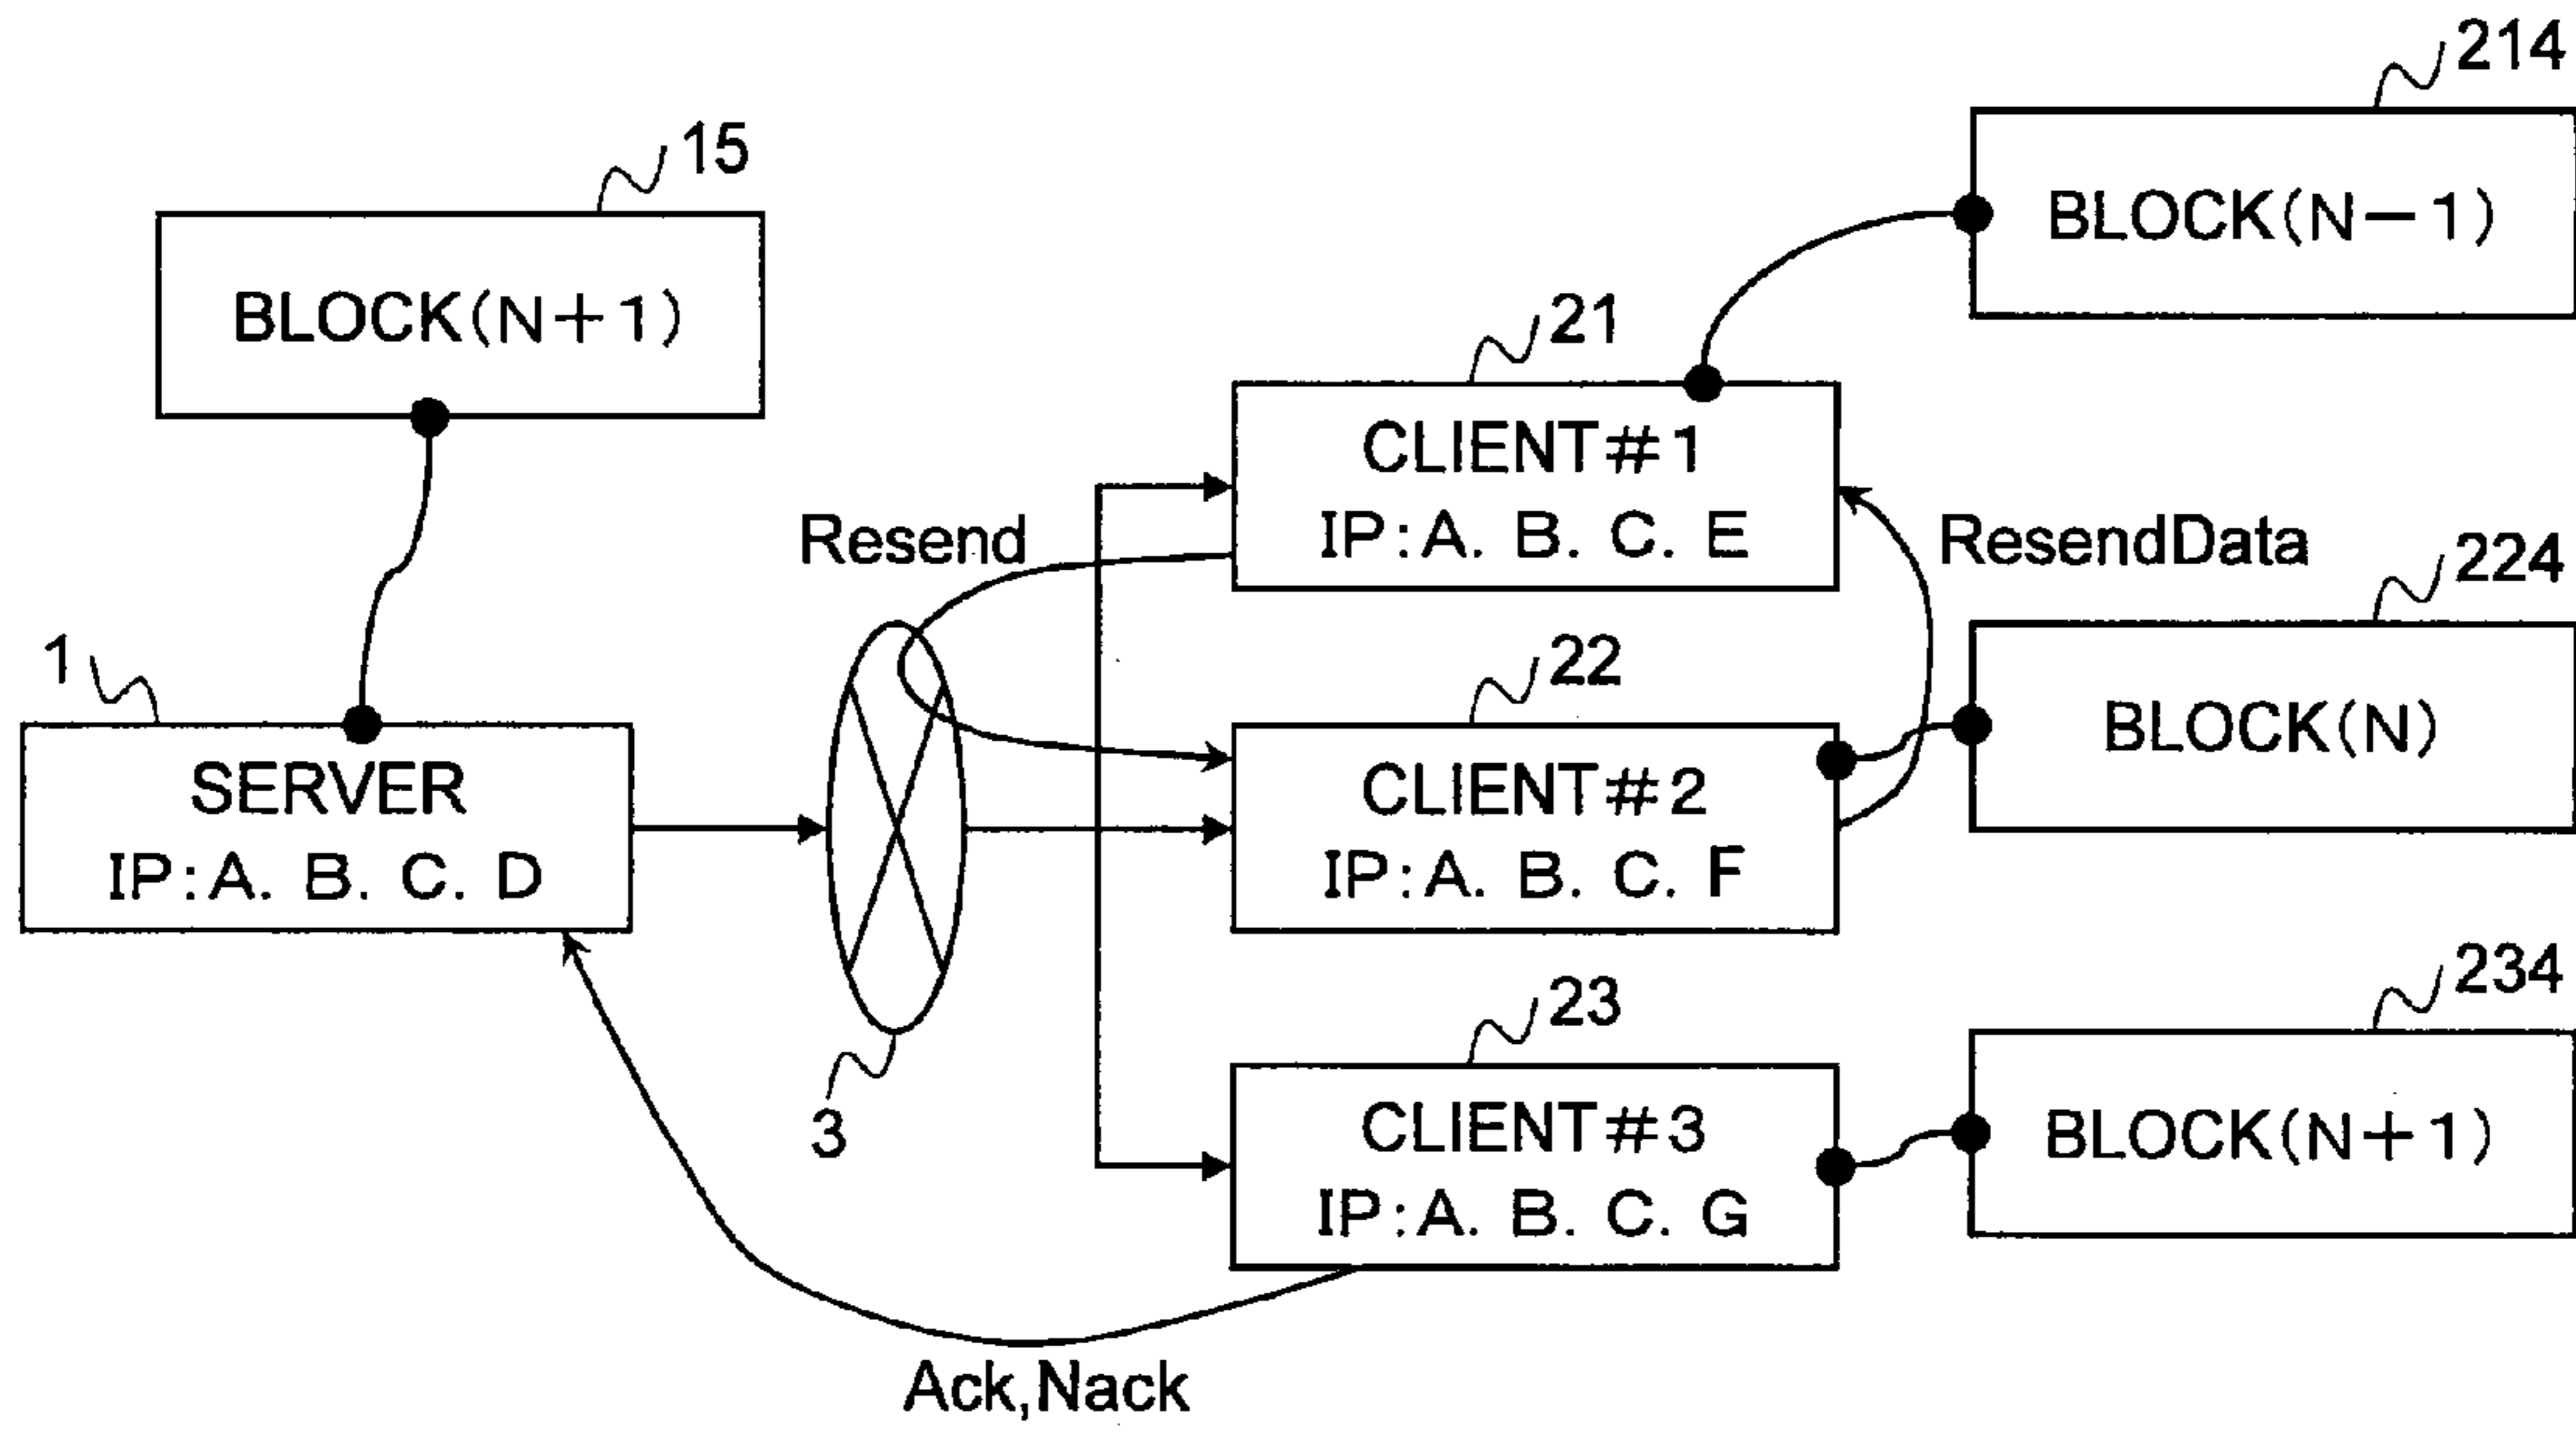 214
15
BLOCK(N-1)
BLOCK(N+1)
21
CLIENT#1
IP:A. B. C. E
Resend
ResendData
224
1
22
BLOCK(N)
SERVER
IP:A. B. C. D
CLIENT#2
IP:A. B. C. F
234
23
3
CLIENT#3
IP:A. B. C. G
BLOCK(N+1)
Ack,Nack